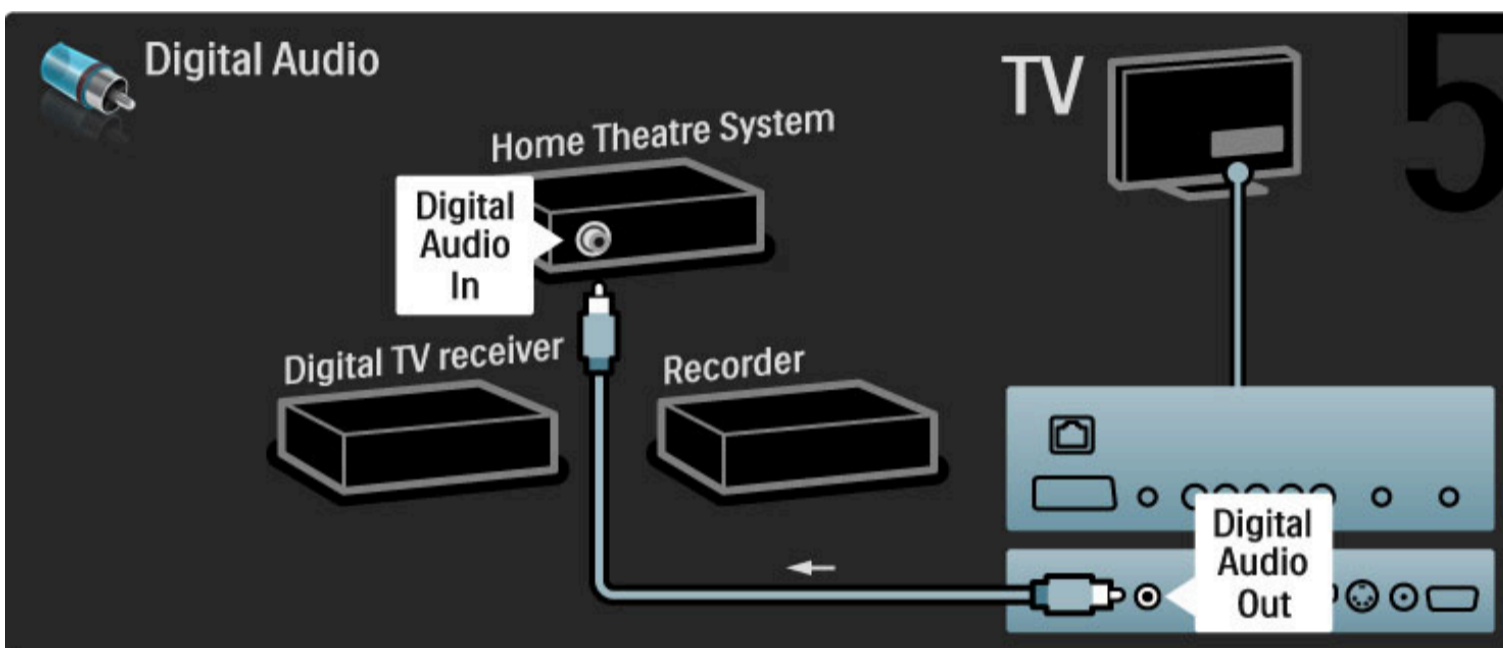 Digital Audio
TV
5
Home Theatre System
Digital
Audio
In
Digital TV receiver
Recorder
Digital
Audio
Out